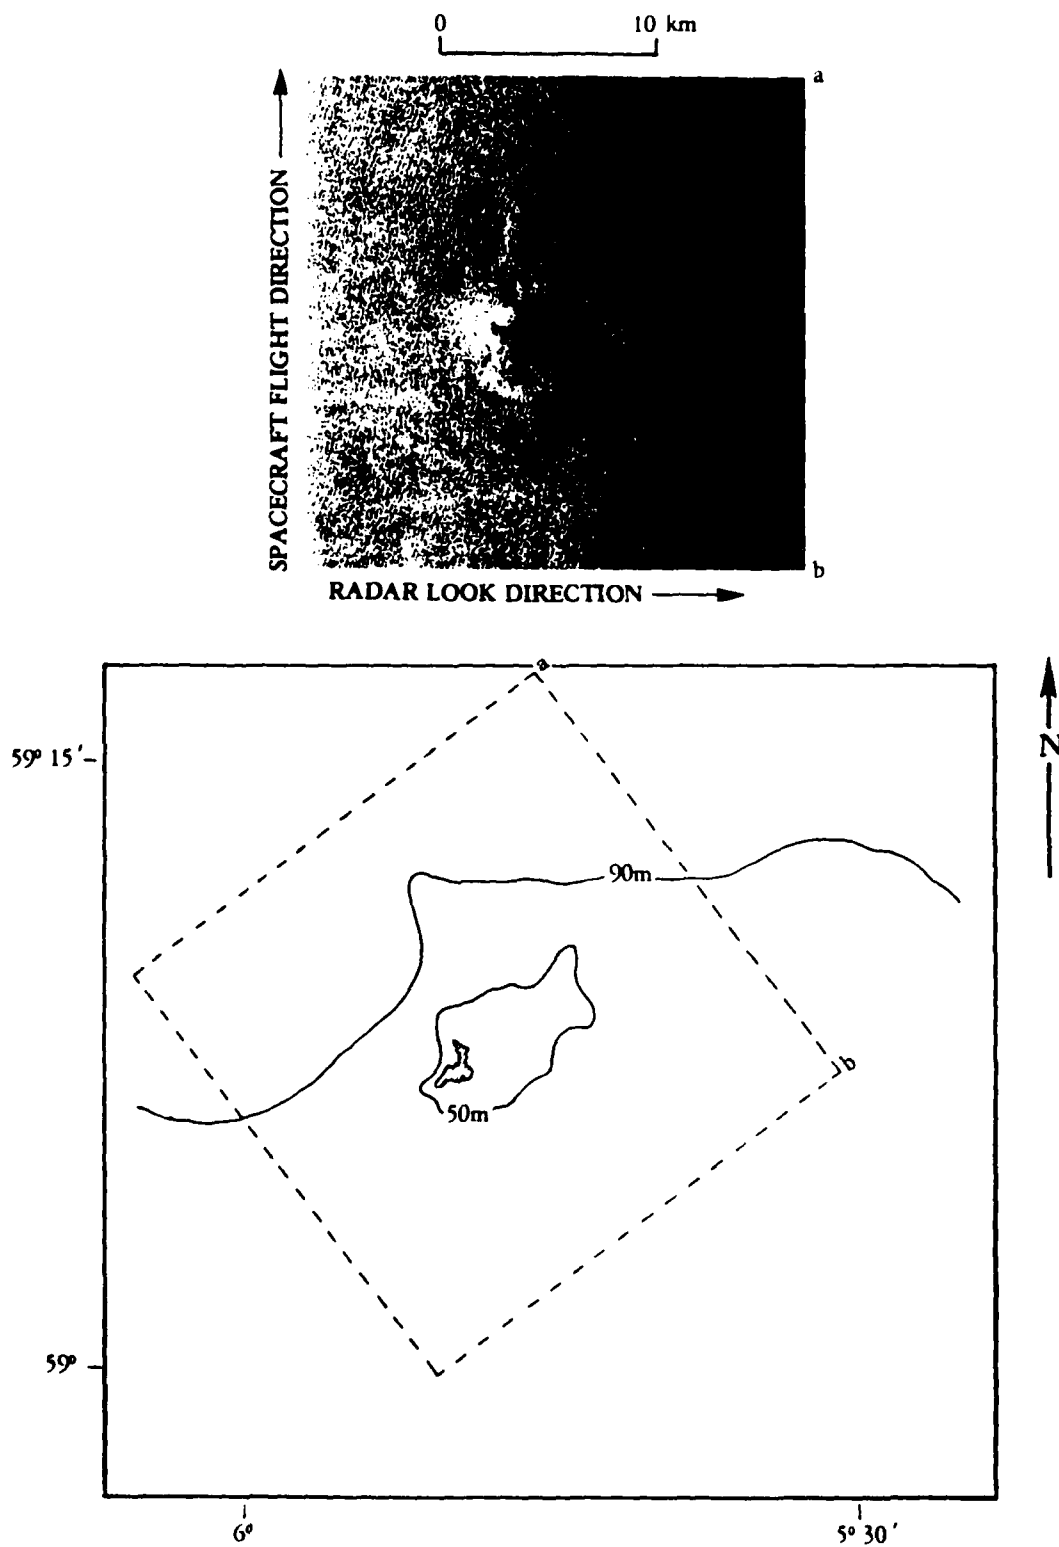 0 10 km
a
SPACECRAFT FLIGHT DIRECTION
b
RADAR LOOK DIRECTION
a
N
59° 15'
90m
b
50m
59°
6°
5° 30'